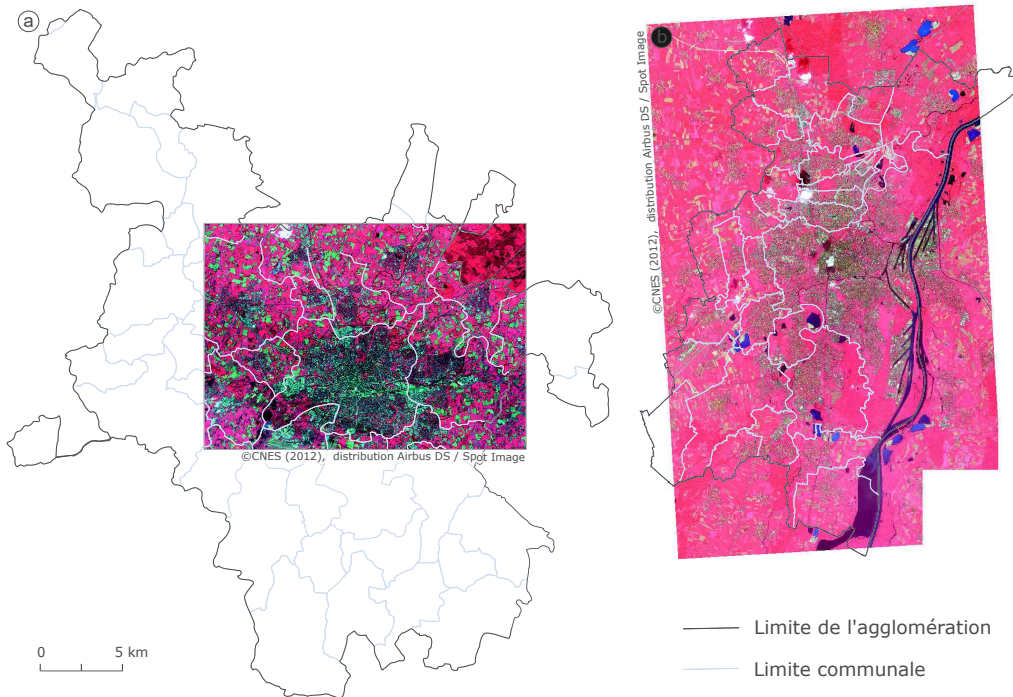 a
b
©CNES (2012), distribution Airbus DS / Spot Image
©CNES (2012), distribution Airbus DS / Spot Image
0 5 km
Limite de l'agglomération
Limite communale